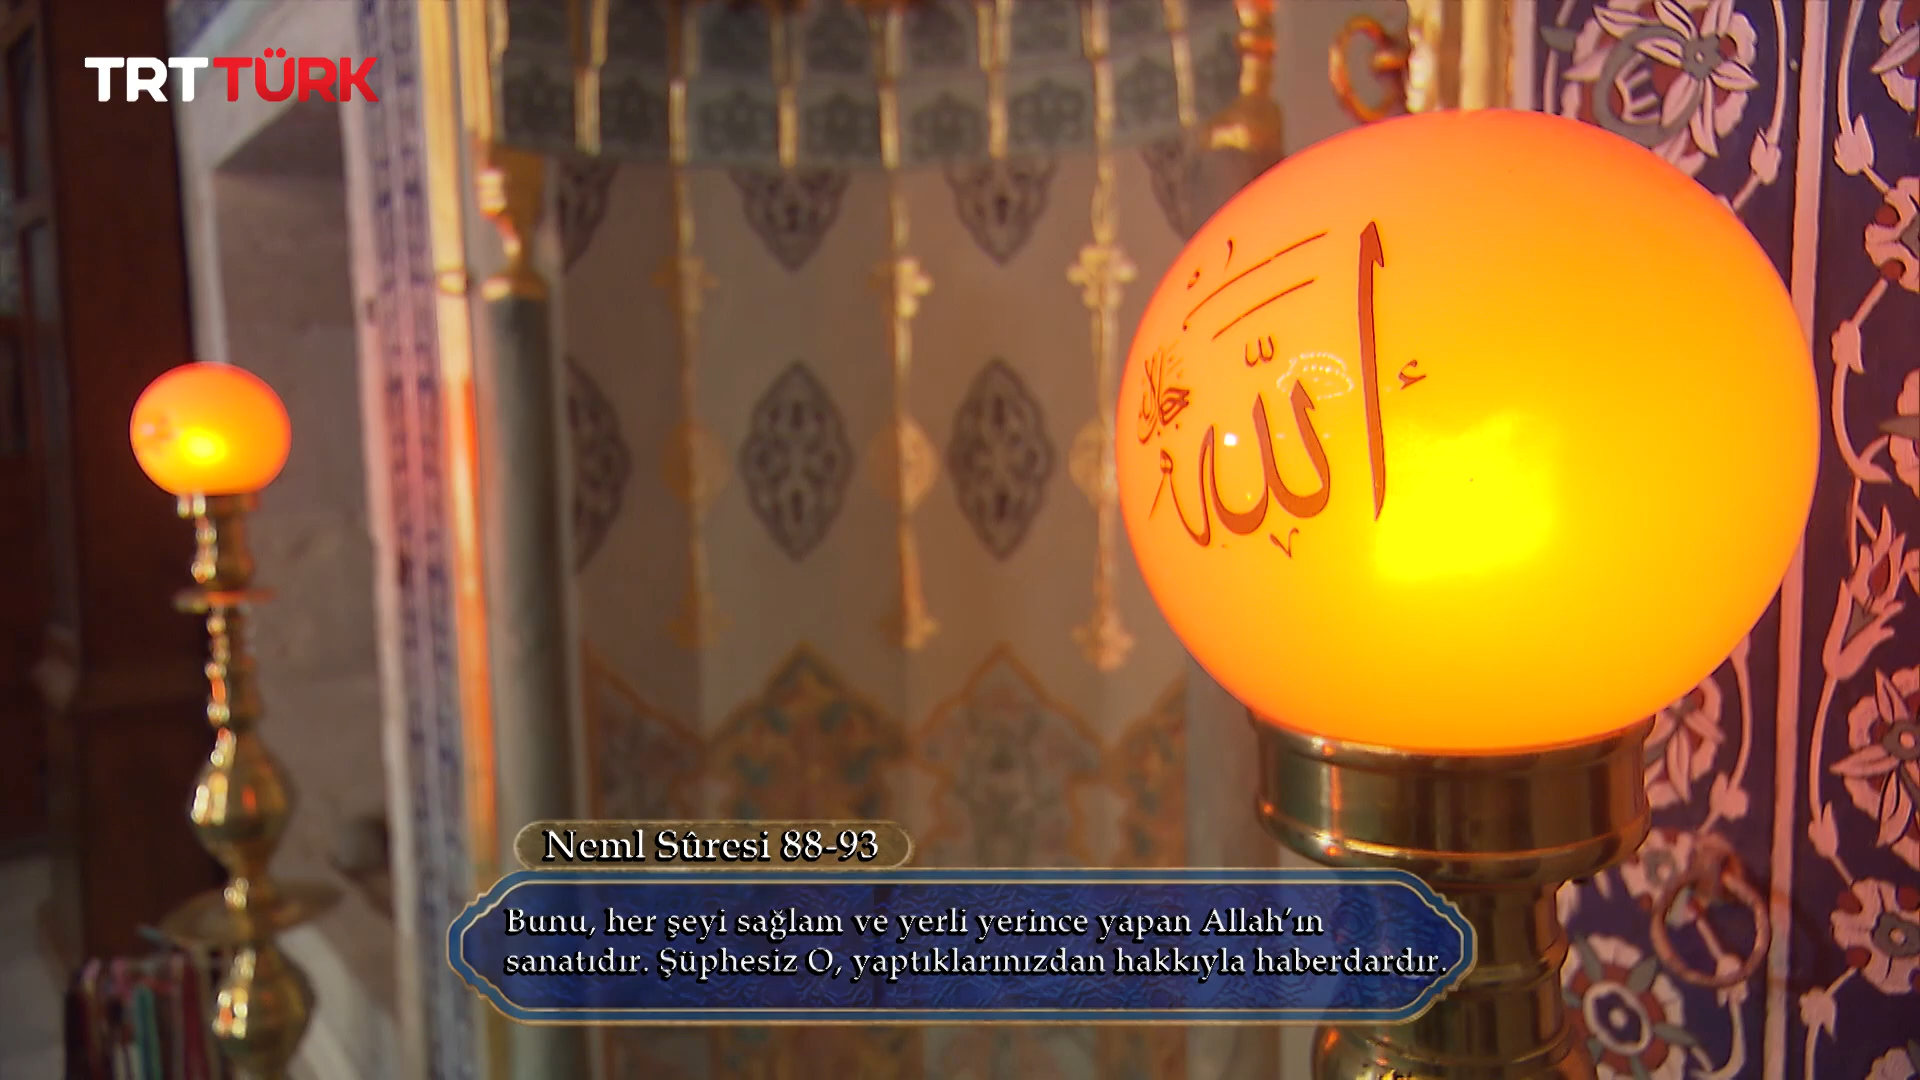 TRT TÜRK
الله
جل جلاله
Neml Sûresi 88-93
Bunu, her şeyi sağlam ve yerli yerince yapan Allah’ın
sanatıdır. Şüphesiz O, yaptıklarınızdan hakkıyla haberdardır.